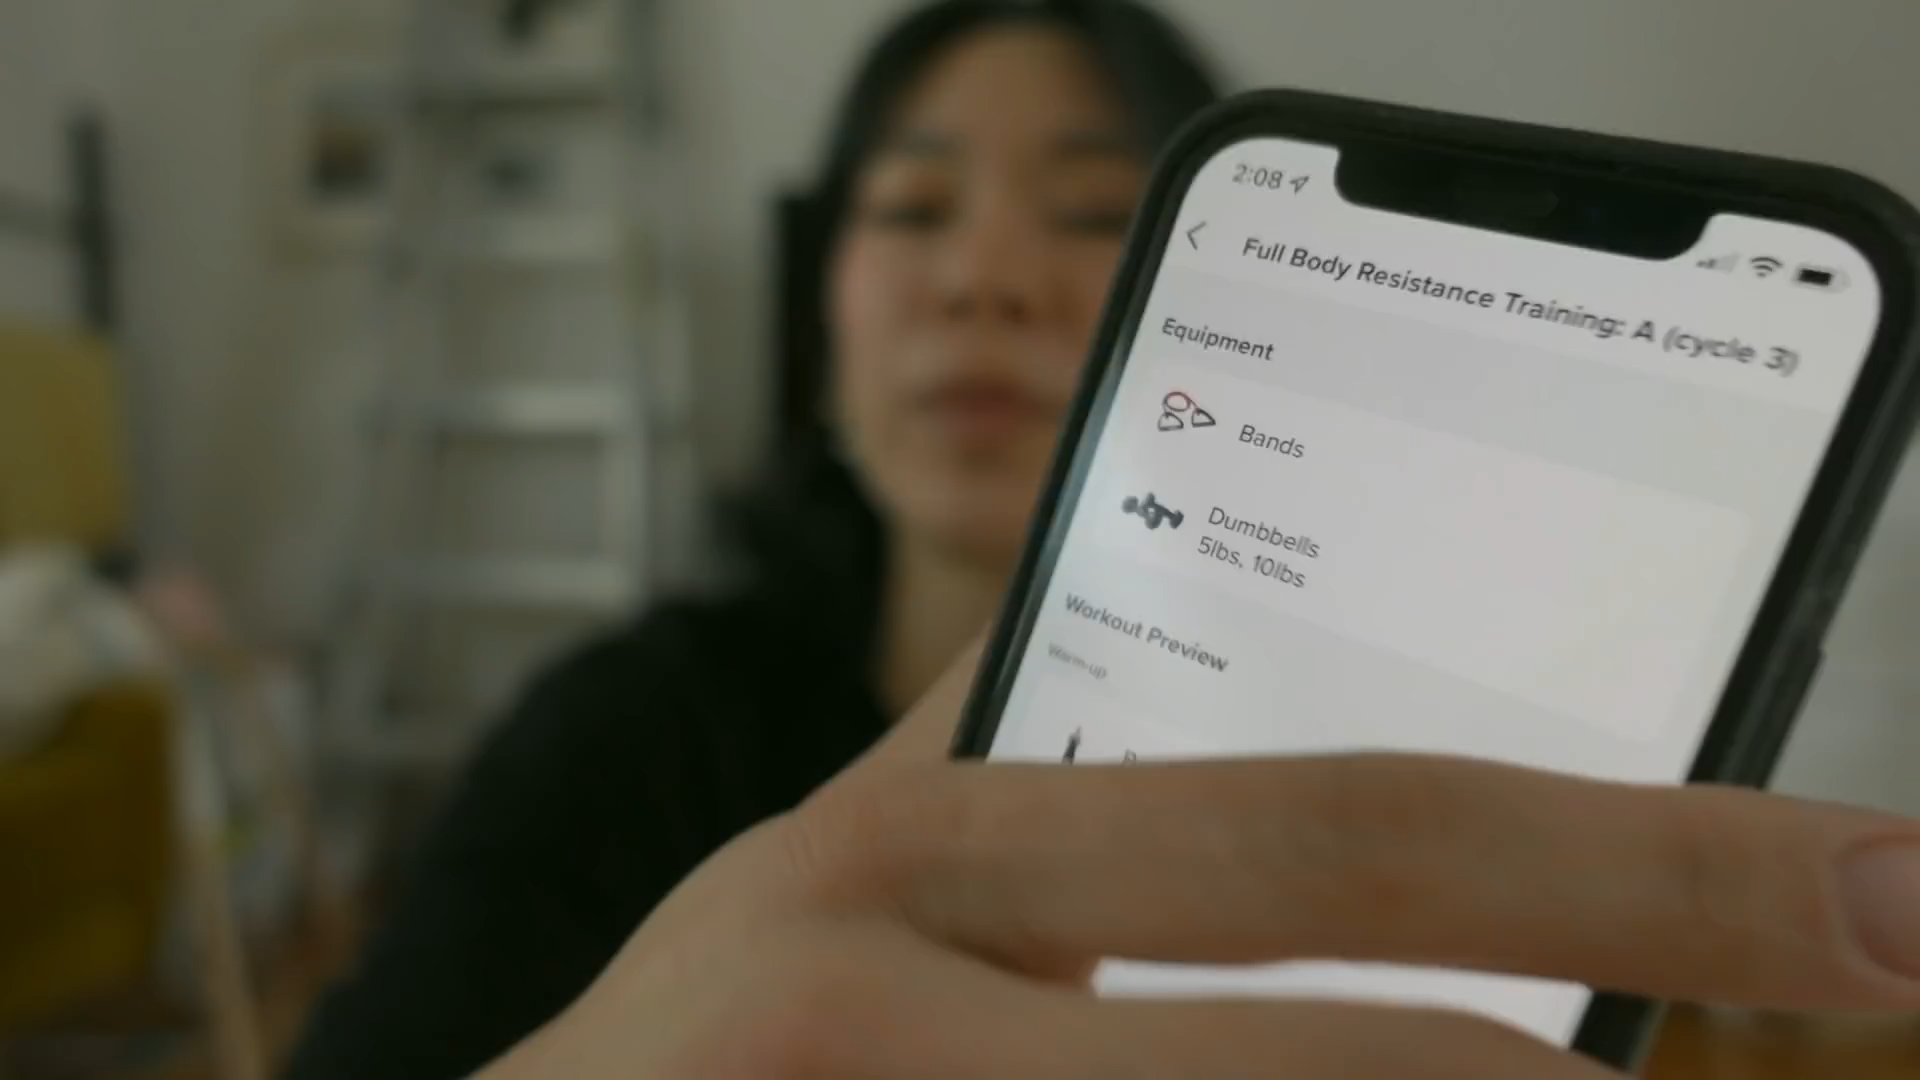 2:08
Full Body Resistance Training: A (cycle 3)
Equipment
Bands
Dumbbells
5lbs, 10lbs
Workout Preview
Warm-up